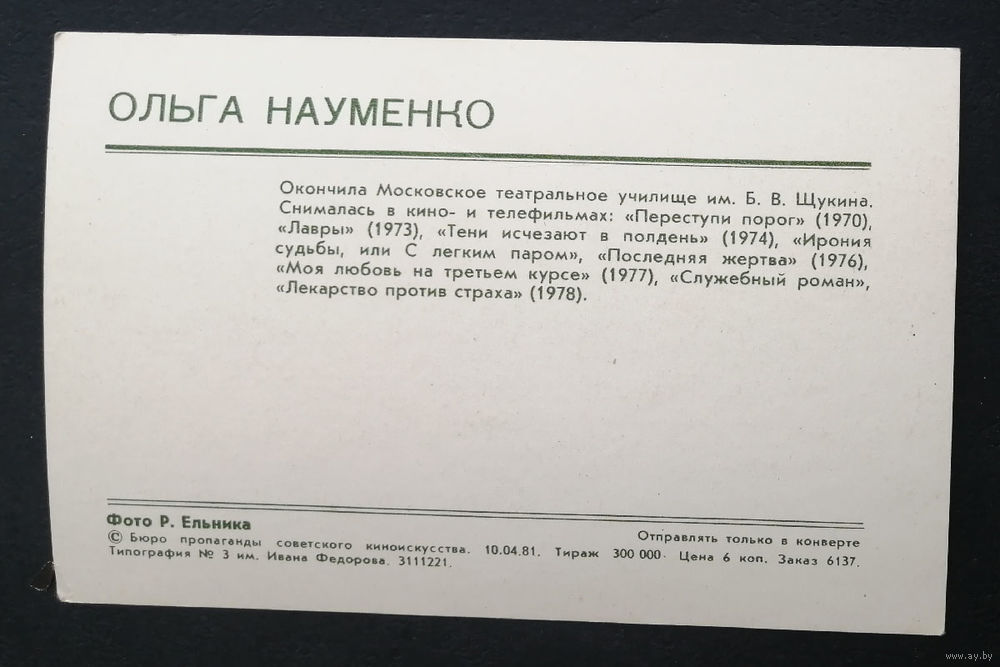 ОЛЬГА НАУМЕНКО
Окончила Московское театральное училище им. Б. В. Щукина.
Снималась в кино- и телефильмах: «Переступи порог» (1970),
«Лавры» (1973), «Тени исчезают в полдень» (1974), «Ирония
судьбы, или С легким паром», «Последняя жертва» (1976),
«Моя любовь на третьем курсе» (1977), «Служебный роман»,
«Лекарство против страха» (1978).
Фото Р. Ельника
Отправлять только в конверте
© Бюро пропаганды советского киноискусства. 10.04.81. Тираж 300 000. Цена 6 коп. Заказ 6137.
Типография № 3 им. Ивана Федорова. 3111221.
www.ay.by